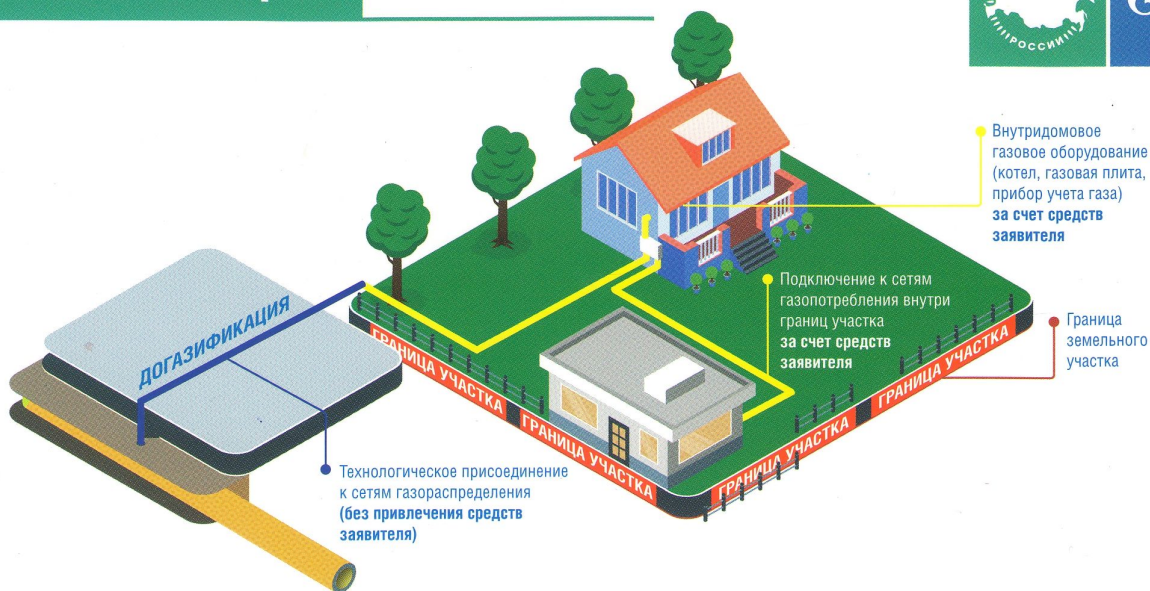 РОССИИ
Внутридомовое
газовое оборудование
(котел, газовая плита,
прибор учета газа)
за счет средств
заявителя
Подключение к сетям
газопотребления внутри
границ участка
за счет средств
заявителя
Граница
земельного
участка
ДОГАЗИФИКАЦИЯ
ГРАНИЦА УЧАСТКА
ГРАНИЦА УЧАСТКА
ГРАНИЦА УЧАСТКА
ГРАНИЦА УЧАСТКА
Технологическое присоединение
к сетям газораспределения
(без привлечения средств
заявителя)